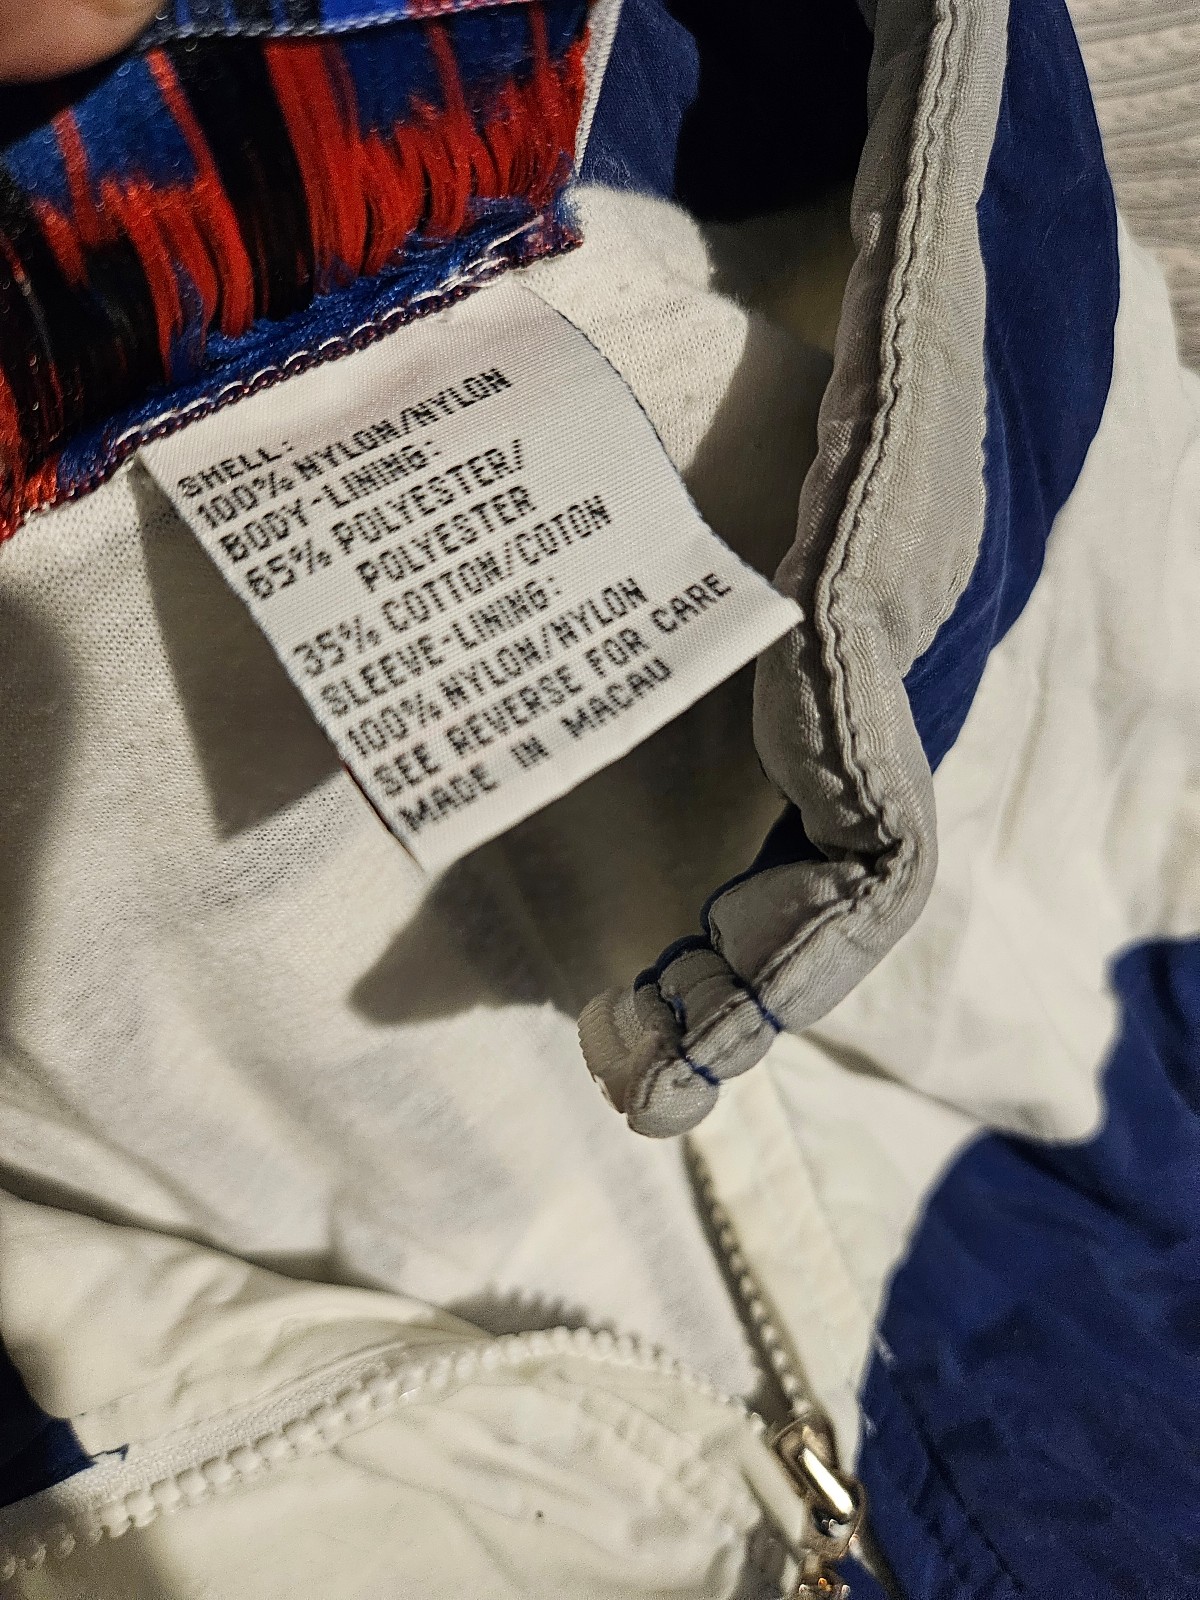 SHELL:
100% NYLON/NYLON
BODY-LINING:
65% POLYESTER/
POLYESTER
35% COTTON/COTON
SLEEVE-LINING:
100% NYLON/NYLON
SEE REVERSE FOR CARE
MADE IN MACAU